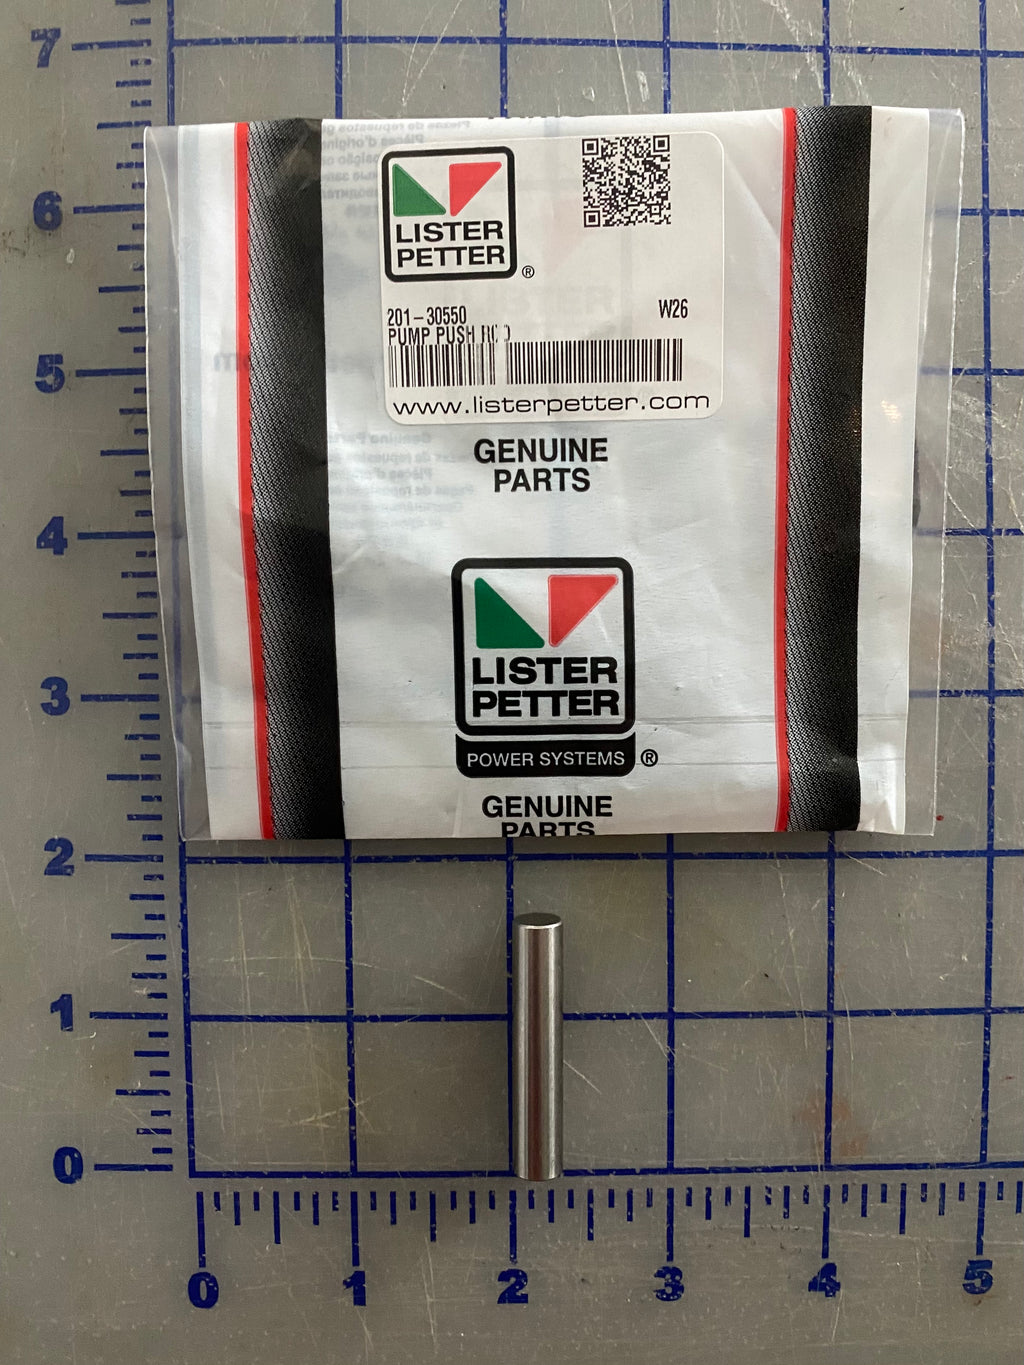 7
6
5
4
3
2
1
0
LISTER
PETTER
®
201-30550
W26
PUMP PUSH
www.listerpetter.com
GENUINE
PARTS
LISTER
PETTER
POWER SYSTEMS ®
GENUINE
PARTS
0 1 2 3 4 5